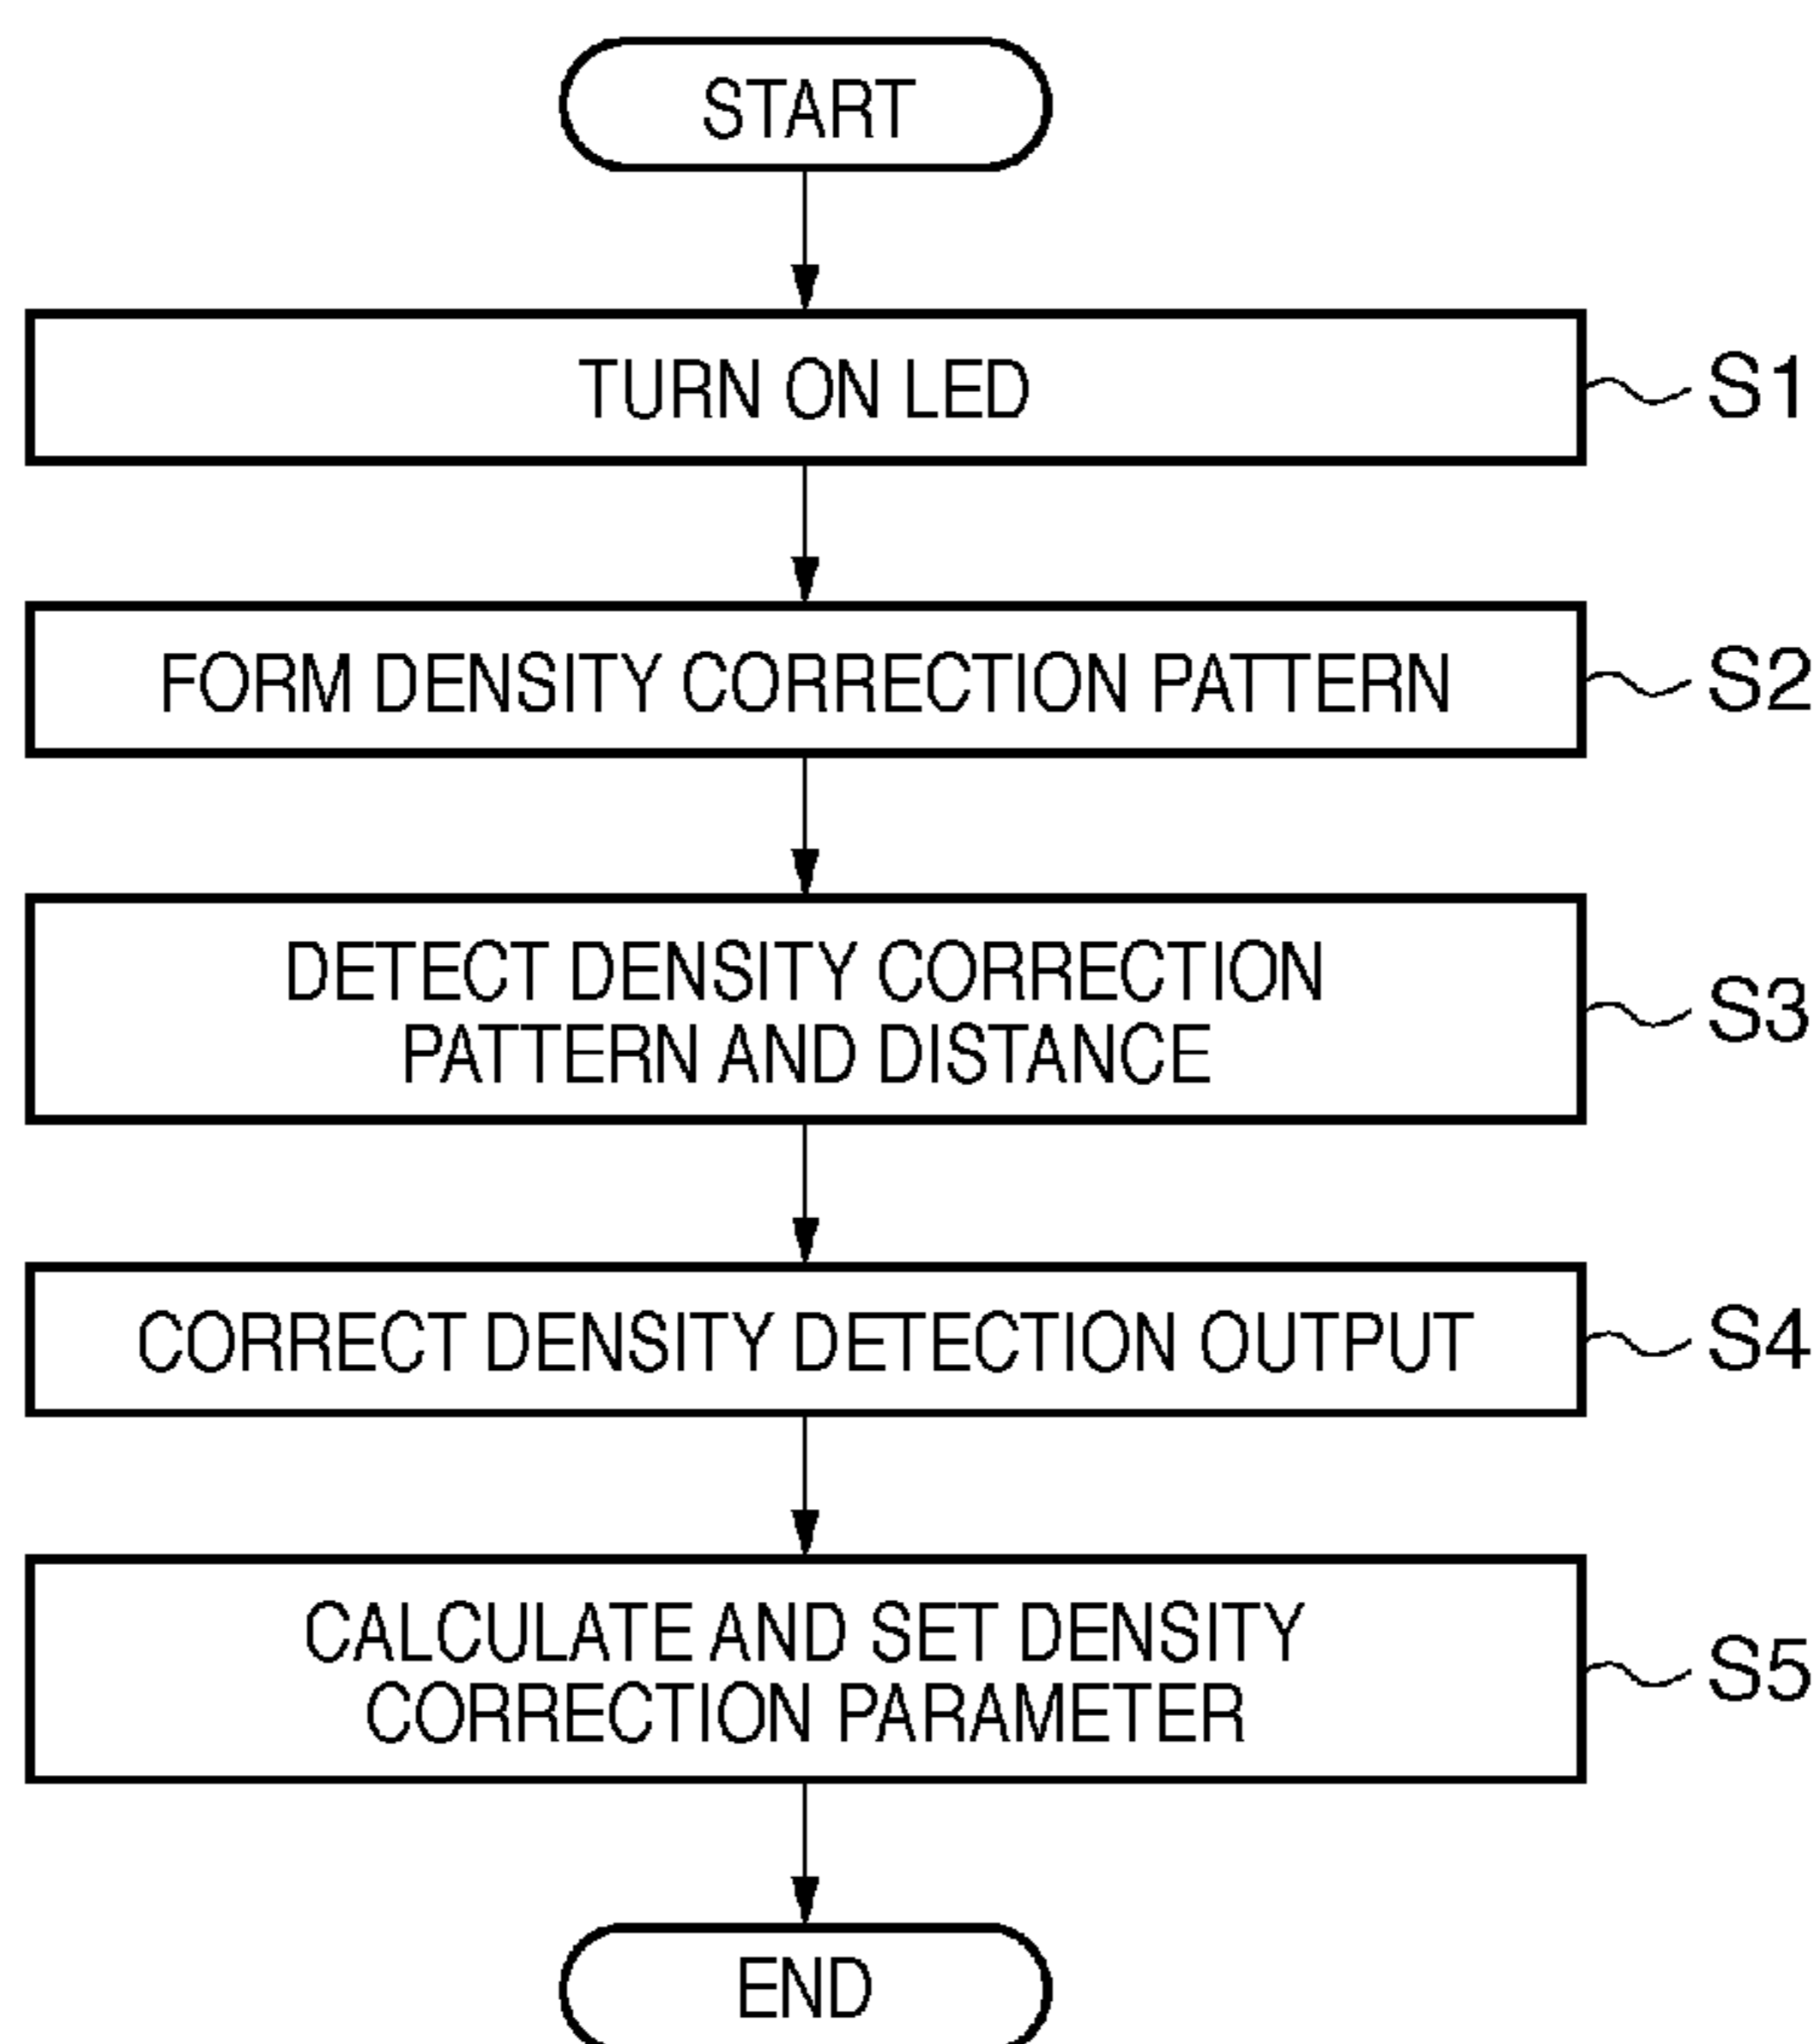 START
TURN ON LED
S1
FORM DENSITY CORRECTION PATTERN
S2
DETECT DENSITY CORRECTION
PATTERN AND DISTANCE
S3
CORRECT DENSITY DETECTION OUTPUT
S4
CALCULATE AND SET DENSITY
CORRECTION PARAMETER
S5
END